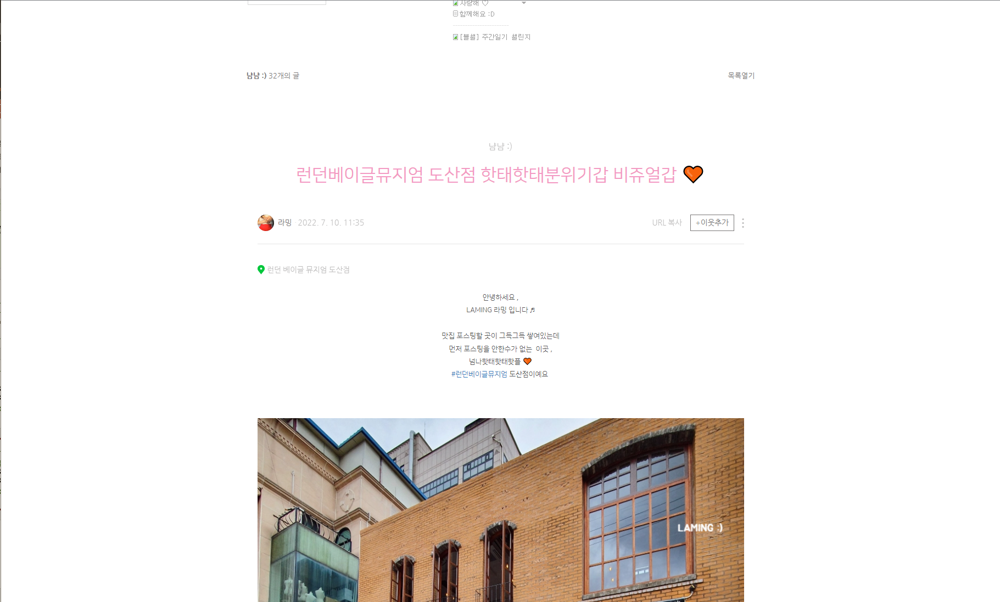 사랑해 ♡
함께해요 :D
[블챌] 주간일기 챌린지
냠냠 :) 32개의 글
목록열기
냠냠 :)
런던베이글뮤지엄 도산점 핫태핫태분위기갑 비쥬얼갑 🧡
라밍 2022. 7. 10. 11:35
URL 복사 +이웃추가
런던 베이글 뮤지엄 도산점
안녕하세요 ,
LAMING 라밍 입니다 ♬
맛집 포스팅할 곳이 그득그득 쌓여있는데
먼저 포스팅을 안한수가 없는 이곳 ,
넘나핫태핫태핫플 🧡
#런던베이글뮤지엄 도산점이예요
LAMING :)